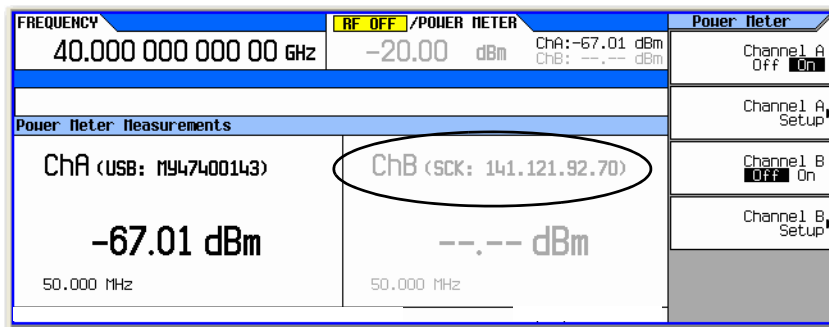 FREQUENCY
40.000 000 000 00 GHz
RF OFF /POWER METER
-20.00 dBm
ChA:-67.01 dBm
ChB: --.-- dBm
Power Meter Measurements
ChA (USB: MY47400143)
-67.01 dBm
50.000 MHz
ChB (SCK: 141.121.92.70)
--.-- dBm
50.000 MHz
Power Meter
Channel A
Off On
Channel A
Setup
Channel B
Off On
Channel B
Setup